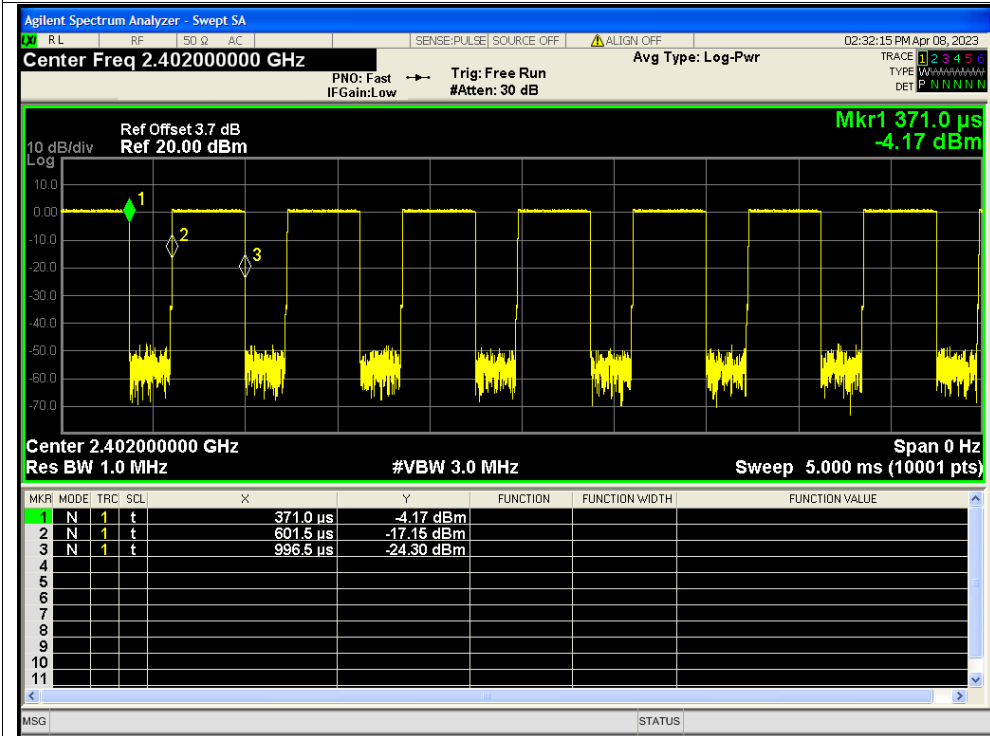 Agilent Spectrum Analyzer - Swept SA
LXI RL RF 50 Ω AC SENSE:PULSE SOURCE OFF ALIGN OFF 02:32:15 PM Apr 08, 2023
Center Freq 2.402000000 GHz Avg Type: Log-Pwr TRACE 1 2 3 4 5 6
PNO: Fast Trig: Free Run TYPE WWWWWW
IFGain:Low #Atten: 30 dB DET P N N N N N
Mkr1 371.0 µs
Ref Offset 3.7 dB
10 dB/div Ref 20.00 dBm -4.17 dBm
Log
10.0
0.00
-10.0
-20.0
-30.0
-40.0
-50.0
-60.0
-70.0
1
2
3
Center 2.402000000 GHz Span 0 Hz
Res BW 1.0 MHz #VBW 3.0 MHz Sweep 5.000 ms (10001 pts)
MKR MODE TRC SCL X Y FUNCTION FUNCTION WIDTH FUNCTION VALUE
1 N 1 t 371.0 µs -4.17 dBm
2 N 1 t 601.5 µs -17.15 dBm
3 N 1 t 996.5 µs -24.30 dBm
4
5
6
7
8
9
10
11
MSG STATUS